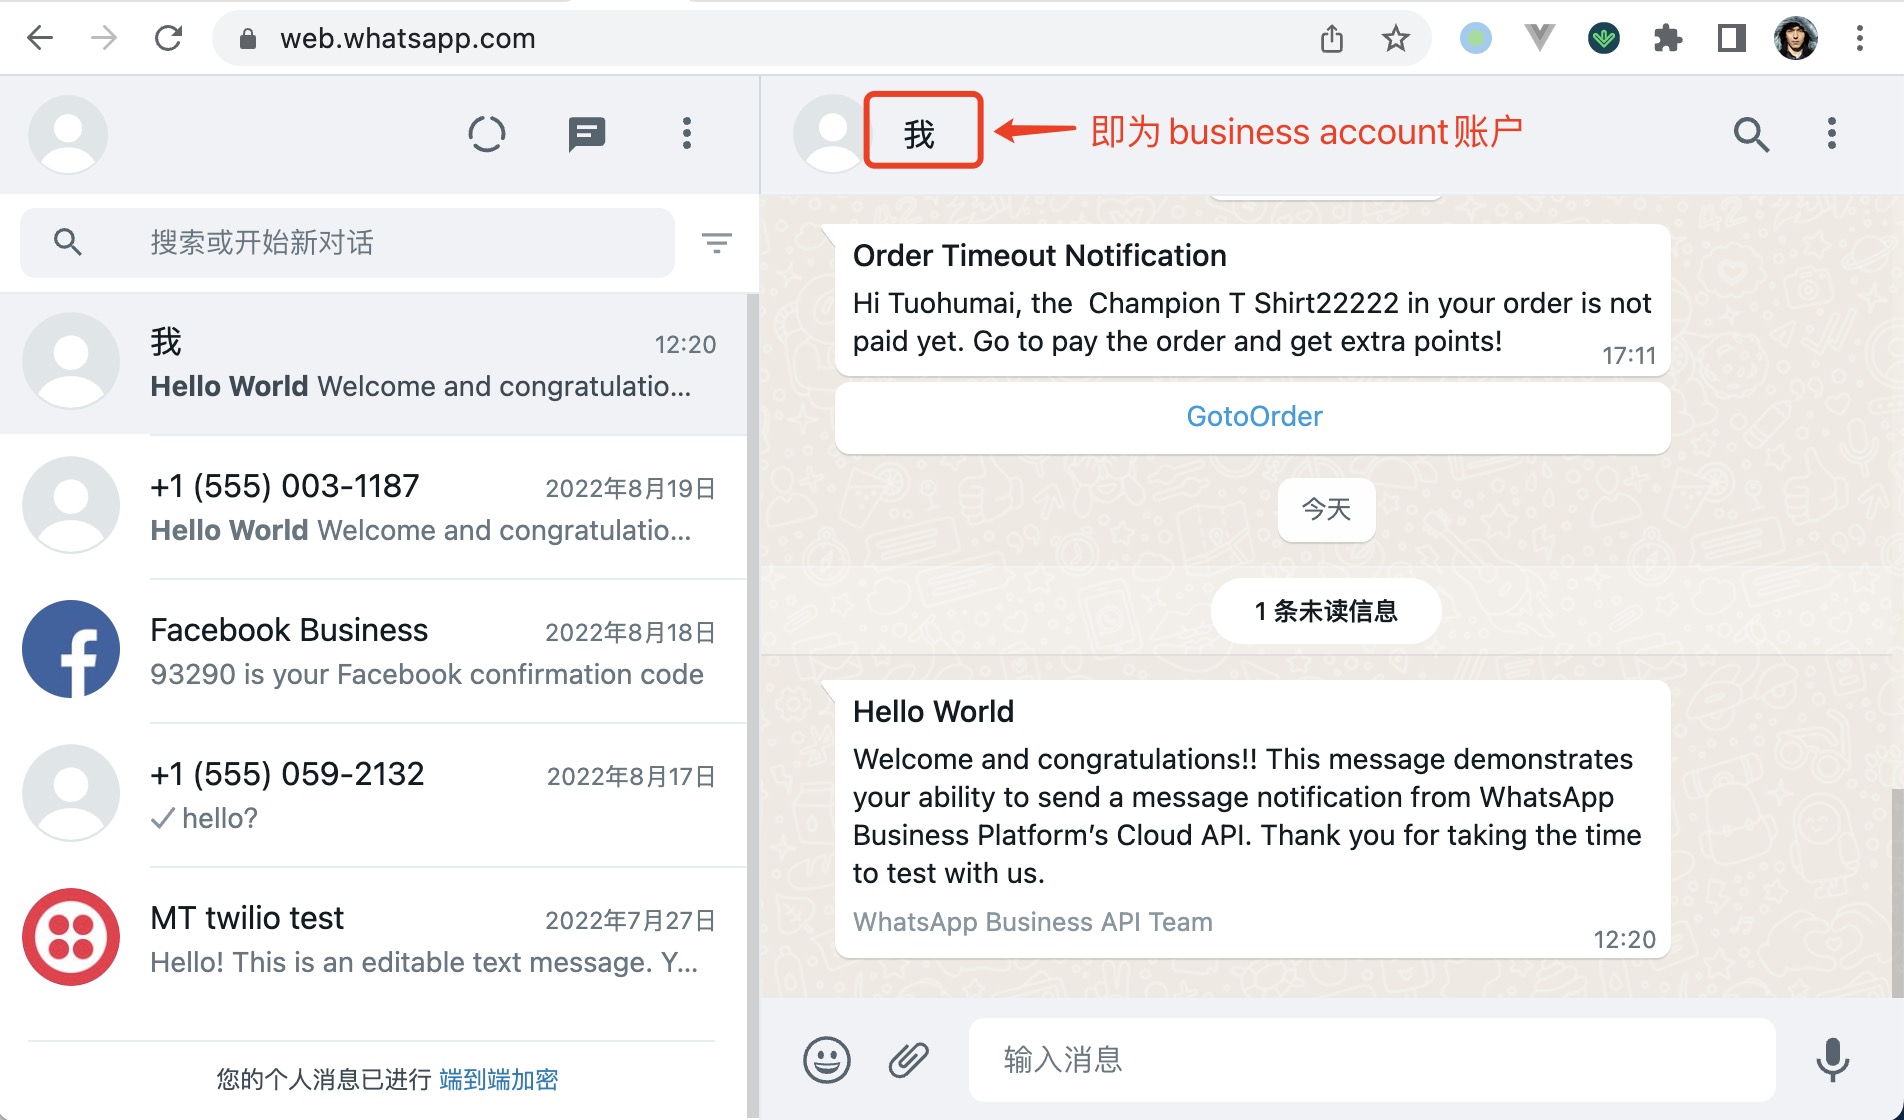 web.whatsapp.com
我
即为 business account 账户
搜索或开始新对话
我
12:20
Hello World Welcome and congratulatio...
+1 (555) 003-1187
2022年8月19日
Hello World Welcome and congratulatio...
Facebook Business
2022年8月18日
93290 is your Facebook confirmation code
+1 (555) 059-2132
2022年8月17日
hello?
MT twilio test
2022年7月27日
Hello! This is an editable text message. Y...
您的个人消息已进行 端到端加密
Order Timeout Notification
Hi Tuohumai, the  Champion T Shirt22222 in your order is not
paid yet. Go to pay the order and get extra points!
17:11
GotoOrder
今天
1 条未读信息
Hello World
Welcome and congratulations!! This message demonstrates
your ability to send a message notification from WhatsApp
Business Platform’s Cloud API. Thank you for taking the time
to test with us.
WhatsApp Business API Team
12:20
输入消息